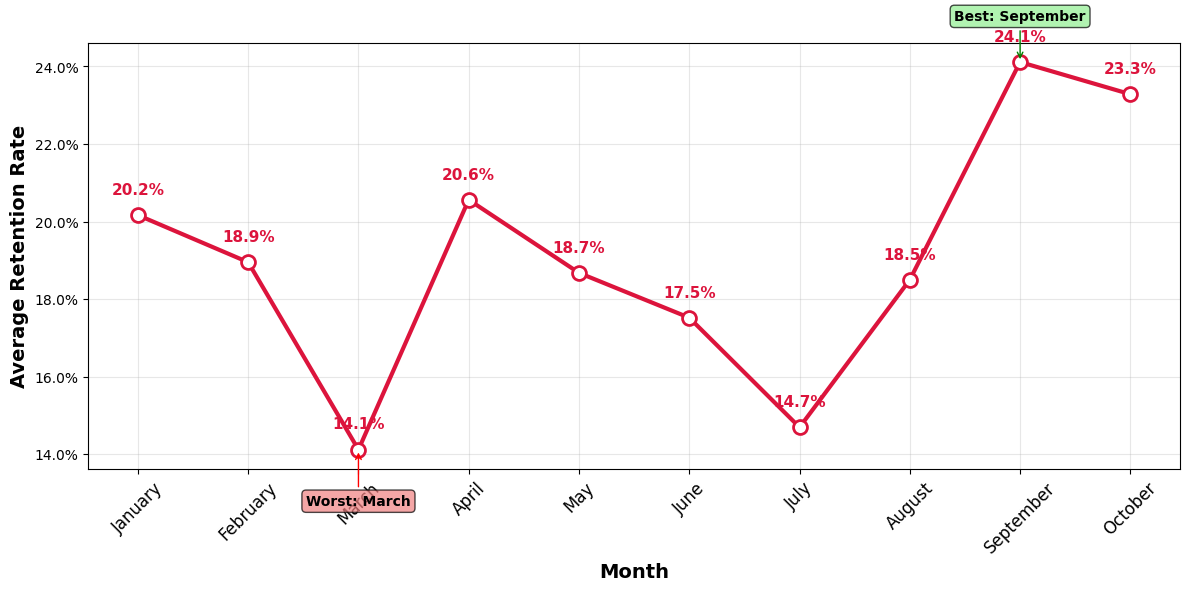 Best: September
24.1%
24.0%
23.3%
22.0%
20.6%
20.2%
20.0%
18.9%
18.7%
18.5%
18.0%
17.5%
16.0%
14.7%
14.1%
14.0%
Average Retention Rate
Worst: March
January
February
March
April
May
June
July
August
September
October
Month